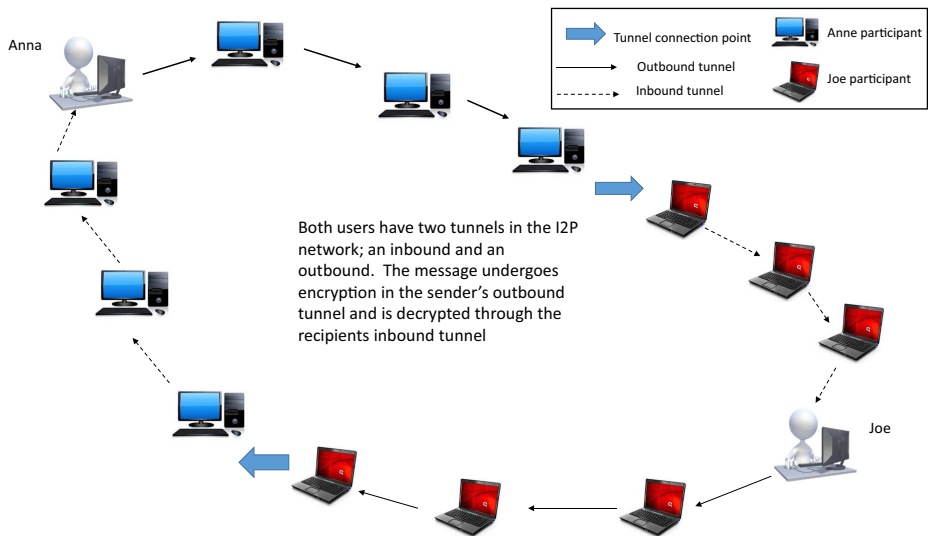 Anna
Tunnel connection point
Anne participant
Outbound tunnel
Inbound tunnel
Joe participant
Both users have two tunnels in the I2P
network; an inbound and an
outbound.  The message undergoes
encryption in the sender’s outbound
tunnel and is decrypted through the
recipients inbound tunnel
Joe